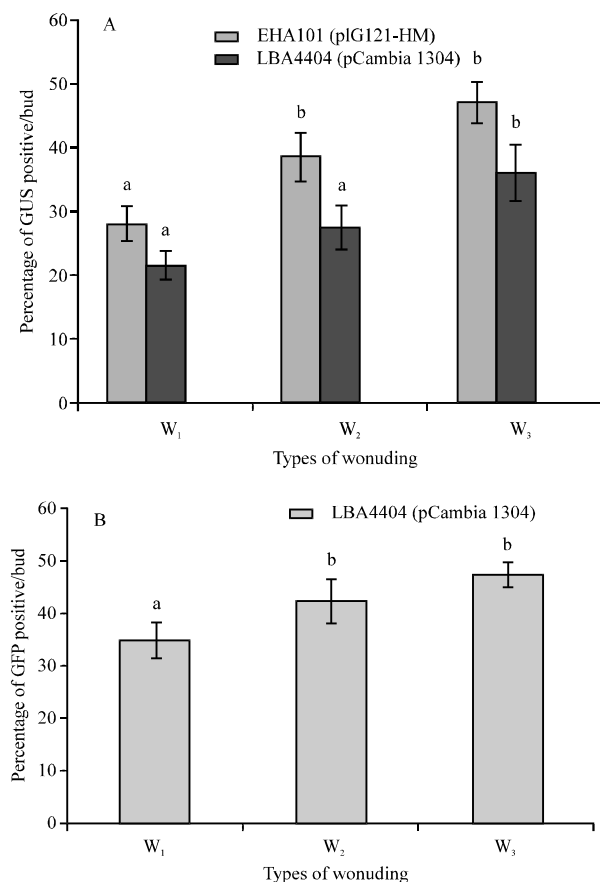 A
EHA101 (pIG121-HM)
LBA4404 (pCambia 1304)
Percentage of GUS positive/bud
60
50
40
30
20
10
0
a
a
b
a
b
b
W₁ W₂ W₃
Types of wonuding
B
LBA4404 (pCambia 1304)
Percentage of GFP positive/bud
60
50
40
30
20
10
0
a
b
b
W₁ W₂ W₃
Types of wonuding